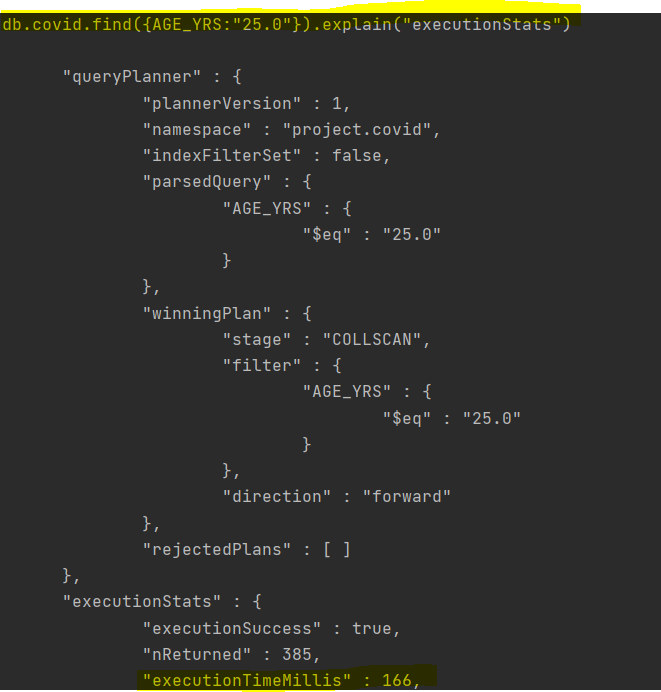 db.covid.find({AGE_YRS:"25.0"}).explain("executionStats")
"queryPlanner" : {
"plannerVersion" : 1,
"namespace" : "project.covid",
"indexFilterSet" : false,
"parsedQuery" : {
"AGE_YRS" : {
"$eq" : "25.0"
}
},
"winningPlan" : {
"stage" : "COLLSCAN",
"filter" : {
"AGE_YRS" : {
"$eq" : "25.0"
}
},
"direction" : "forward"
},
"rejectedPlans" : [ ]
},
"executionStats" : {
"executionSuccess" : true,
"nReturned" : 385,
"executionTimeMillis" : 166,